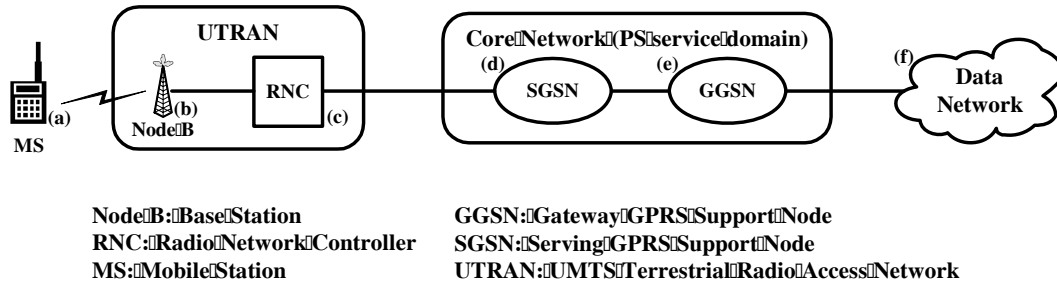 UTRAN
Core Network (PS service domain)
(d)
(e)
(f)
Data
Network
RNC
SGSN
GGSN
(a)
(b)
(c)
Node B
MS
Node B: Base Station
RNC: Radio Network Controller
MS: Mobile Station
GGSN: Gateway GPRS Support Node
SGSN: Serving GPRS Support Node
UTRAN: UMTS Terrestrial Radio Access Network